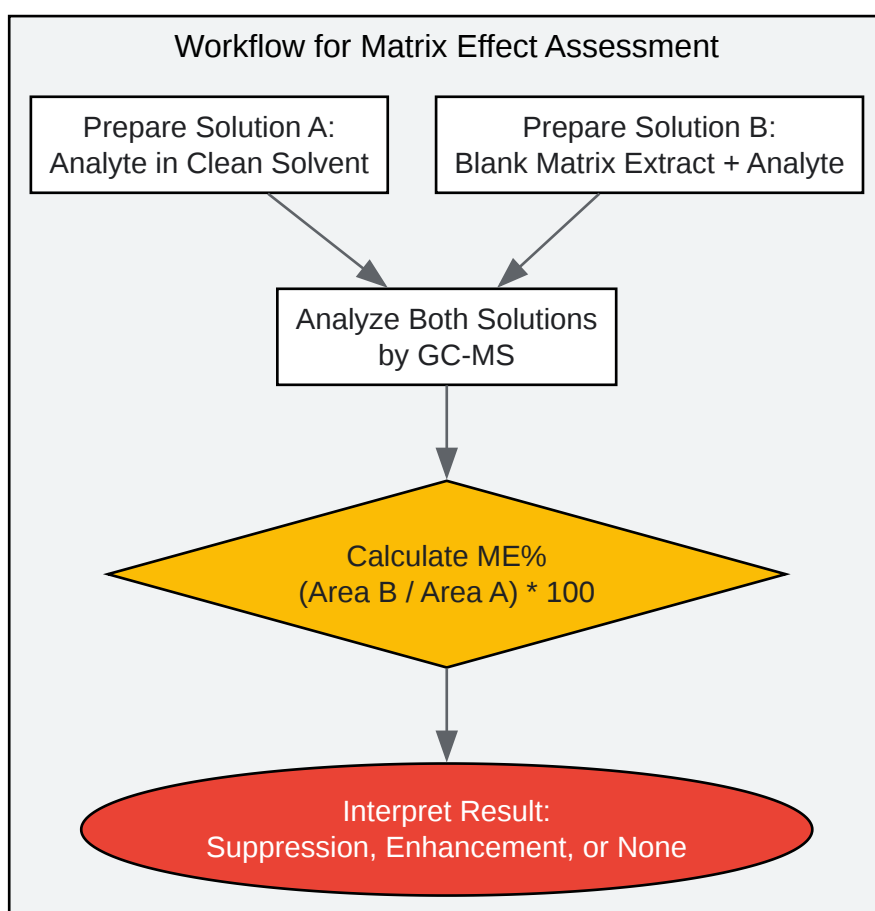 Workflow for Matrix Effect Assessment
Prepare Solution A:
Analyte in Clean Solvent
Prepare Solution B:
Blank Matrix Extract + Analyte
Analyze Both Solutions
by GC-MS
Calculate ME%
(Area B / Area A) * 100
Interpret Result:
Suppression, Enhancement, or None